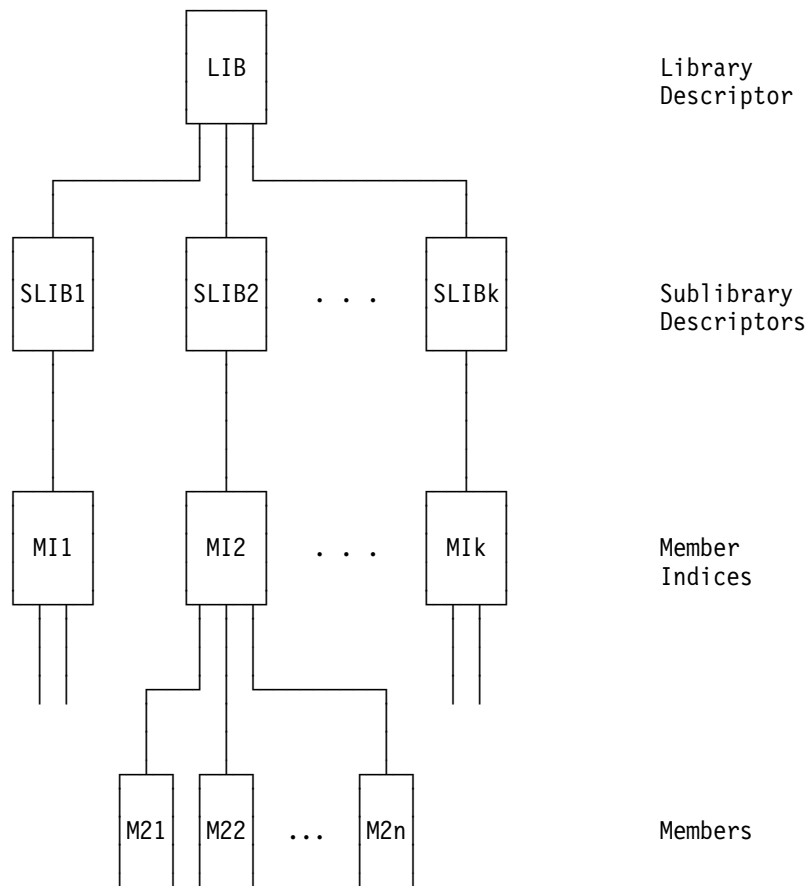 LIB Library
Descriptor
SLIB1 SLIB2 . . . SLIBk Sublibrary
Descriptors
MI1 MI2 . . . MIk Member
Indices
M21 M22 ... M2n Members